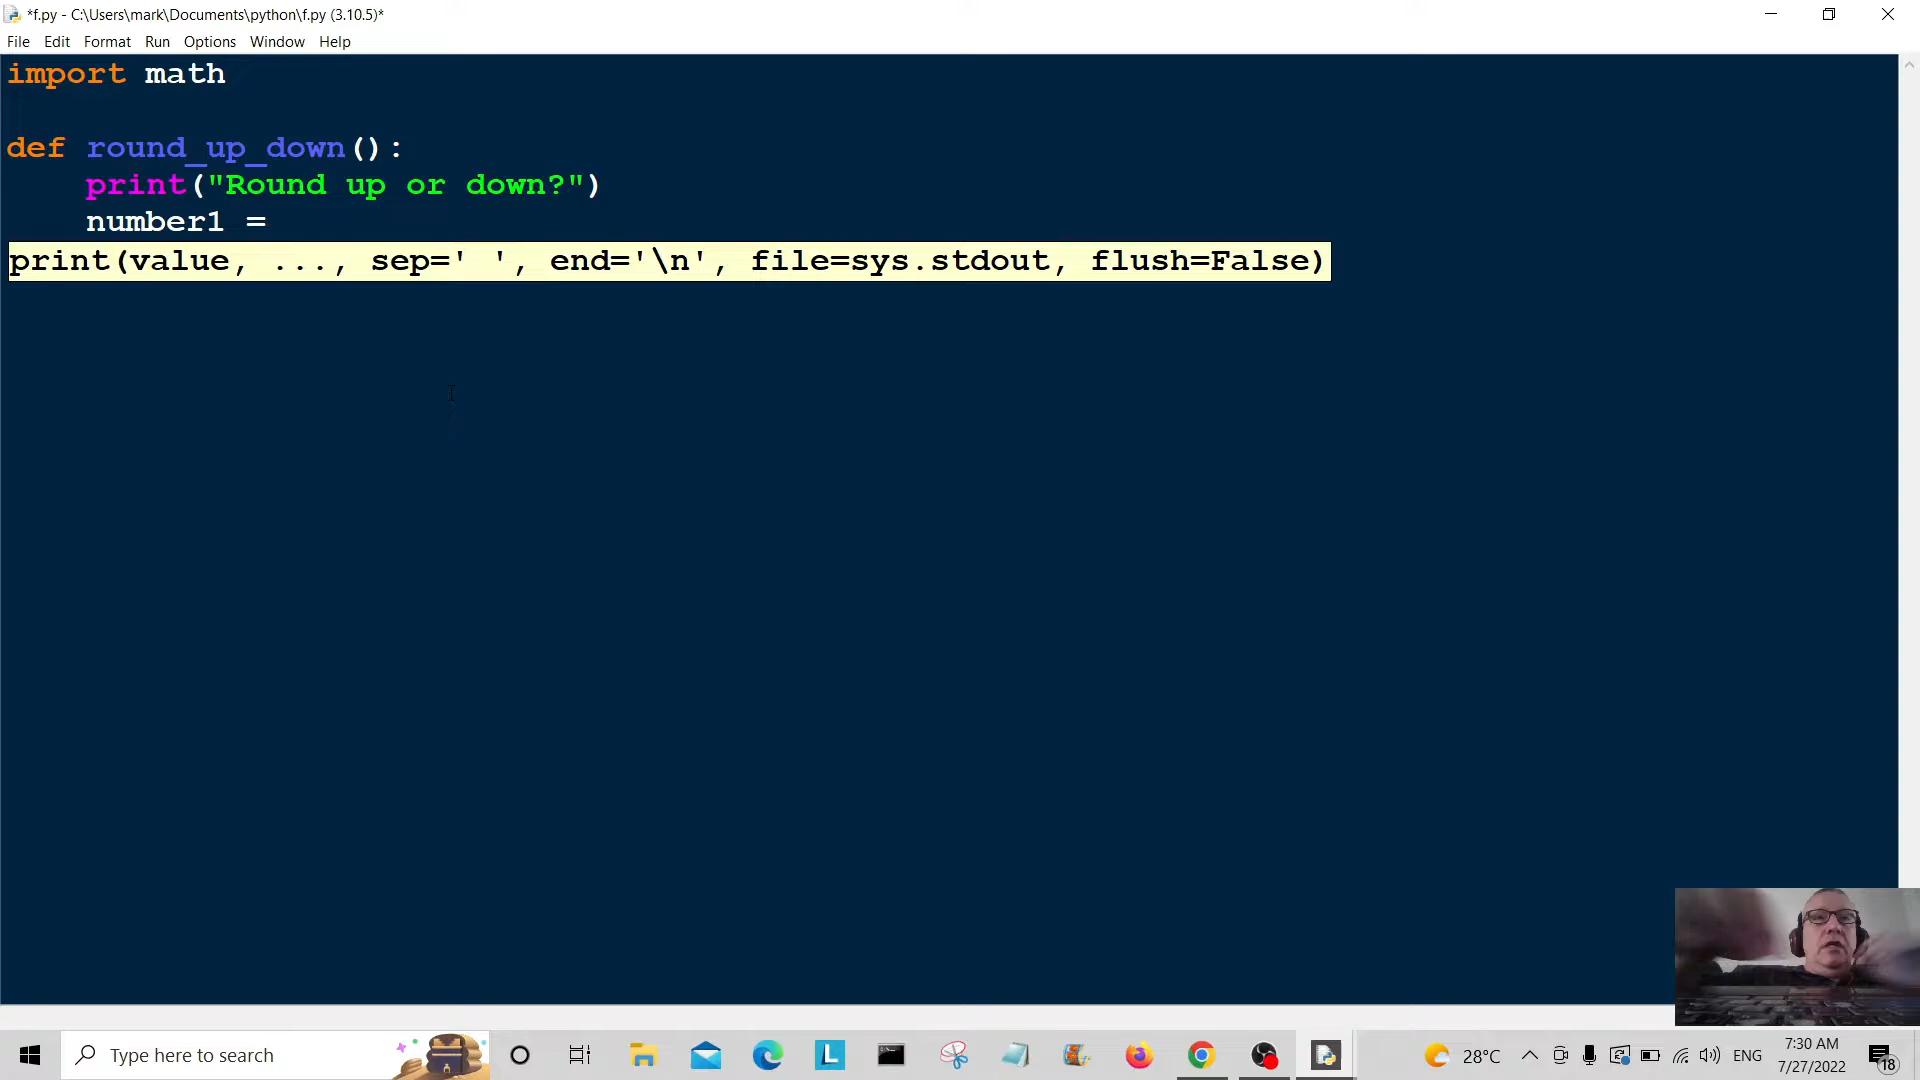 *f.py - C:\Users\mark\Documents\python\f.py (3.10.5)*
File Edit Format Run Options Window Help
import math
def round_up_down():
print("Round up or down?")
number1 =
print(value, ..., sep=' ', end='\n', file=sys.stdout, flush=False)
Type here to search
L
28°C
ENG
7:30 AM
7/27/2022
18